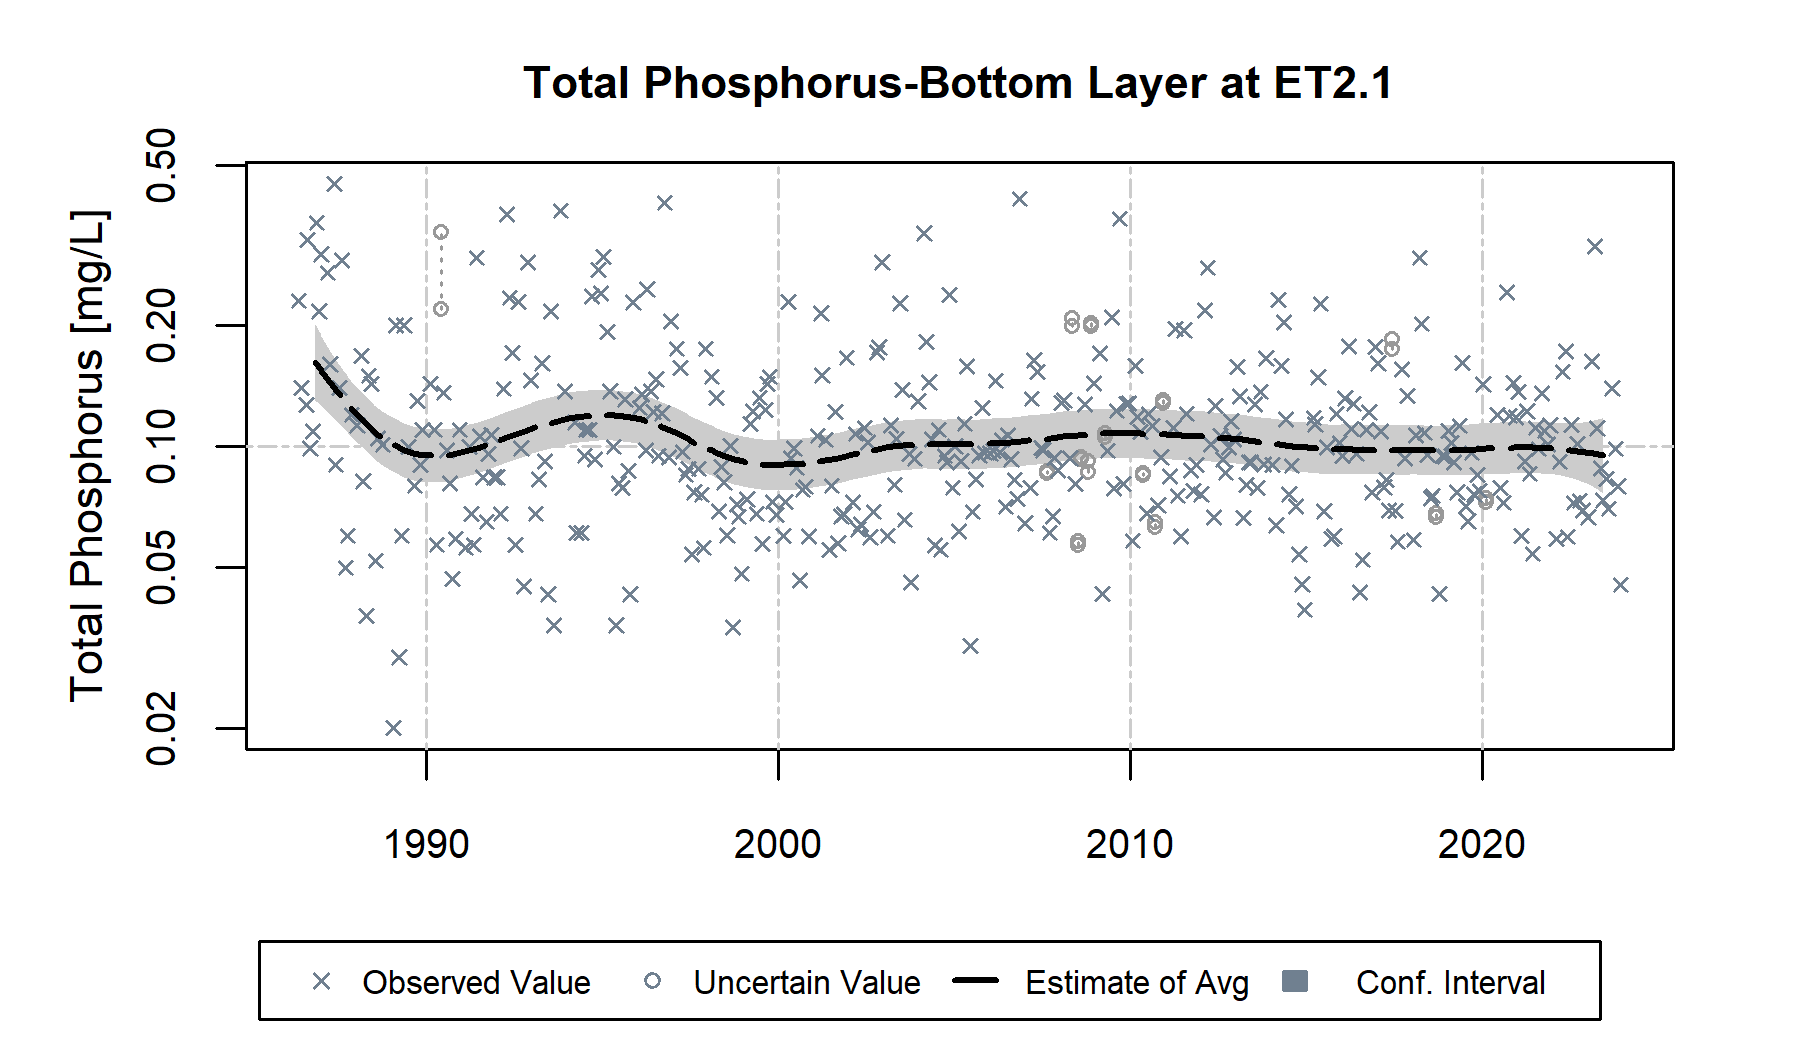 Total Phosphorus-Bottom Layer at ET2.1
Total Phosphorus [mg/L]
0.50
0.20
0.10
0.05
0.02
1990 2000 2010 2020
Observed Value Uncertain Value Estimate of Avg Conf. Interval